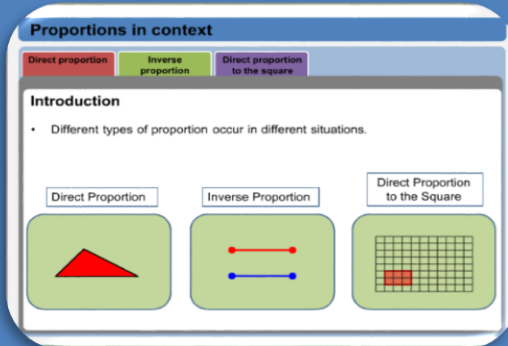 Proportions in context
Direct proportion
Inverse
proportion
Direct proportion
to the square
Introduction
• Different types of proportion occur in different situations.
Direct Proportion
Inverse Proportion
Direct Proportion
to the Square